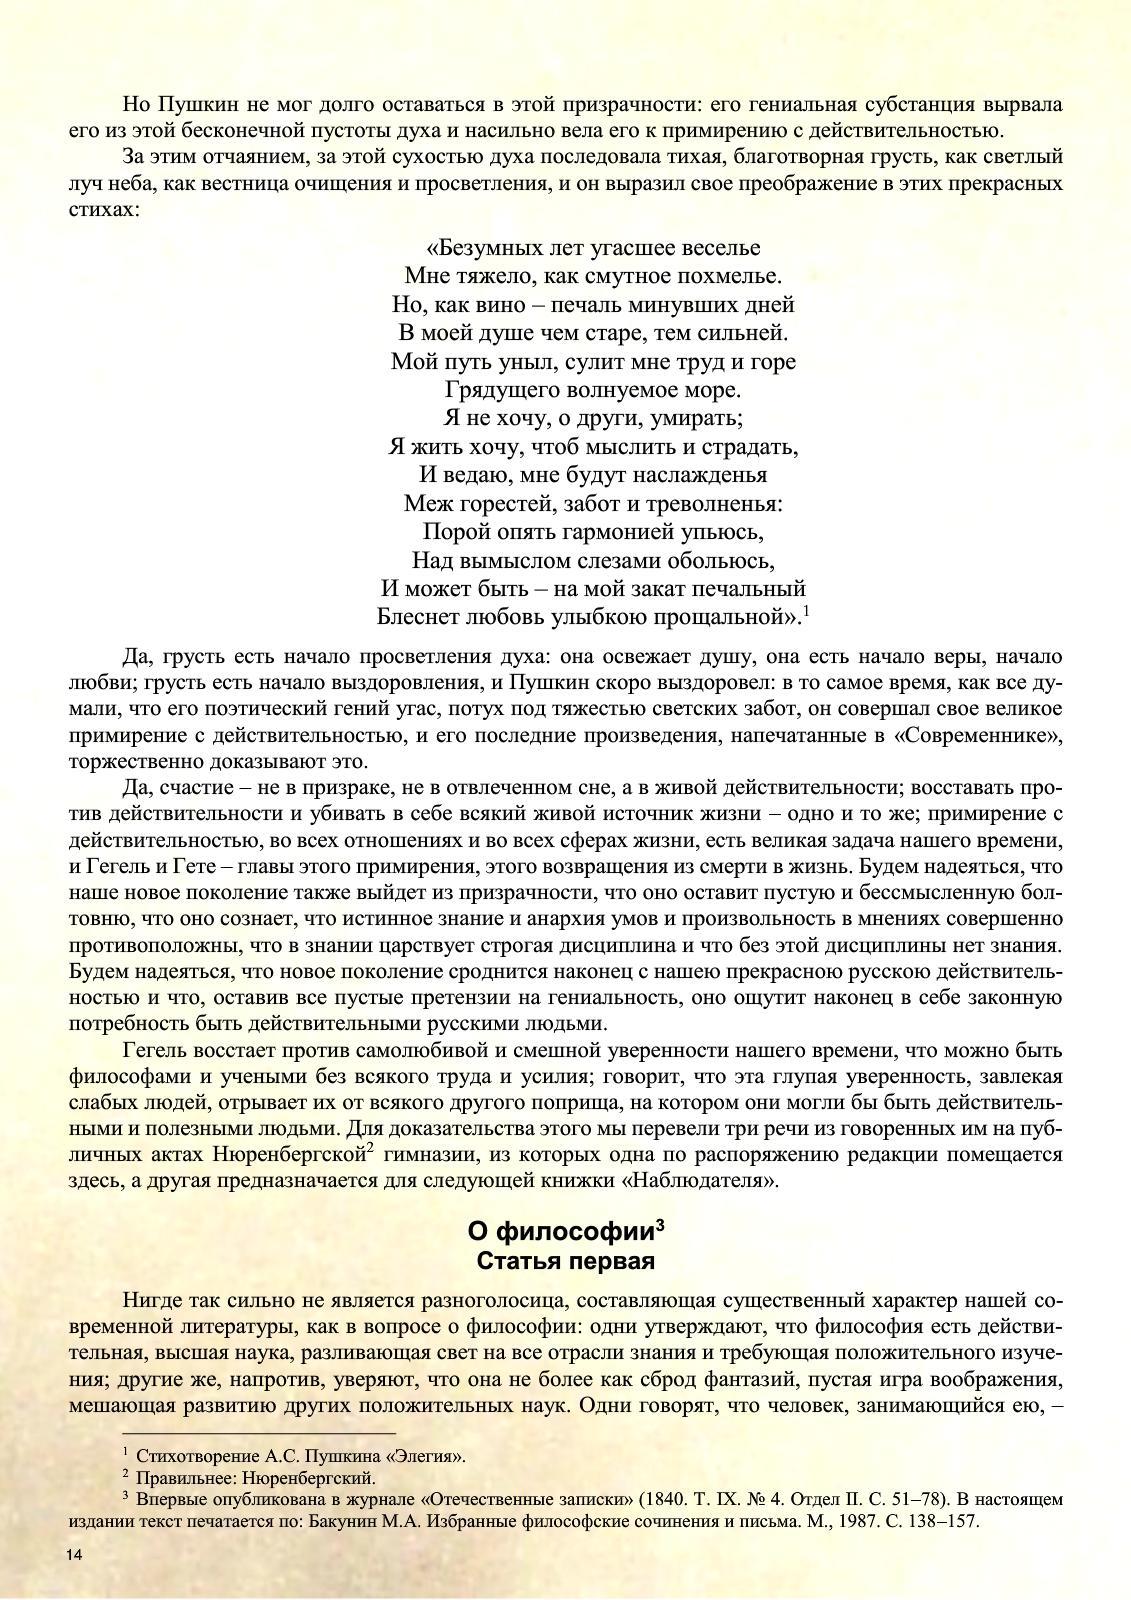 Но Пушкин не мог долго оставаться в этой призрачности: его гениальная субстанция вырвала
его из этой бесконечной пустоты духа и насильно вела его к примирению с действительностью.
За этим отчаянием, за этой сухостью духа последовала тихая, благотворная грусть, как светлый
луч неба, как вестница очищения и просветления, и он выразил свое преображение в этих прекрасных
стихах:
«Безумных лет угасшее веселье
Мне тяжело, как смутное похмелье.
Но, как вино – печаль минувших дней
В моей душе чем старе, тем сильней.
Мой путь уныл, сулит мне труд и горе
Грядущего волнуемое море.
Я не хочу, о други, умирать;
Я жить хочу, чтоб мыслить и страдать,
И ведаю, мне будут наслажденья
Меж горестей, забот и треволненья:
Порой опять гармонией упьюсь,
Над вымыслом слезами обольюсь,
И может быть – на мой закат печальный
Блеснет любовь улыбкою прощальной».1
Да, грусть есть начало просветления духа: она освежает душу, она есть начало веры, начало
любви; грусть есть начало выздоровления, и Пушкин скоро выздоровел: в то самое время, как все ду-
мали, что его поэтический гений угас, потух под тяжестью светских забот, он совершал свое великое
примирение с действительностью, и его последние произведения, напечатанные в «Современнике»,
торжественно доказывают это.
Да, счастие – не в призраке, не в отвлеченном сне, а в живой действительности; восставать про-
тив действительности и убивать в себе всякий живой источник жизни – одно и то же; примирение с
действительностью, во всех отношениях и во всех сферах жизни, есть великая задача нашего времени,
и Гегель и Гете – главы этого примирения, этого возвращения из смерти в жизнь. Будем надеяться, что
наше новое поколение также выйдет из призрачности, что оно оставит пустую и бессмысленную бол-
товню, что оно сознает, что истинное знание и анархия умов и произвольность в мнениях совершенно
противоположны, что в знании царствует строгая дисциплина и что без этой дисциплины нет знания.
Будем надеяться, что новое поколение сроднится наконец с нашею прекрасною русскою действитель-
ностью и что, оставив все пустые претензии на гениальность, оно ощутит наконец в себе законную
потребность быть действительными русскими людьми.
Гегель восстает против самолюбивой и смешной уверенности нашего времени, что можно быть
философами и учеными без всякого труда и усилия; говорит, что эта глупая уверенность, завлекая
слабых людей, отрывает их от всякого другого поприща, на котором они могли бы быть действитель-
ными и полезными людьми. Для доказательства этого мы перевели три речи из говоренных им на пуб-
личных актах Нюренбергской2 гимназии, из которых одна по распоряжению редакции помещается
здесь, а другая предназначается для следующей книжки «Наблюдателя».
О философии3
Статья первая
Нигде так сильно не является разноголосица, составляющая существенный характер нашей со-
временной литературы, как в вопросе о философии: одни утверждают, что философия есть действи-
тельная, высшая наука, разливающая свет на все отрасли знания и требующая положительного изуче-
ния; другие же, напротив, уверяют, что она не более как сброд фантазий, пустая игра воображения,
мешающая развитию других положительных наук. Одни говорят, что человек, занимающийся ею, –
1 Стихотворение А.С. Пушкина «Элегия».
2 Правильнее: Нюренбергский.
3 Впервые опубликована в журнале «Отечественные записки» (1840. Т. IX. № 4. Отдел II. С. 51–78). В настоящем
издании текст печатается по: Бакунин М.А. Избранные философские сочинения и письма. М., 1987. С. 138–157.
14